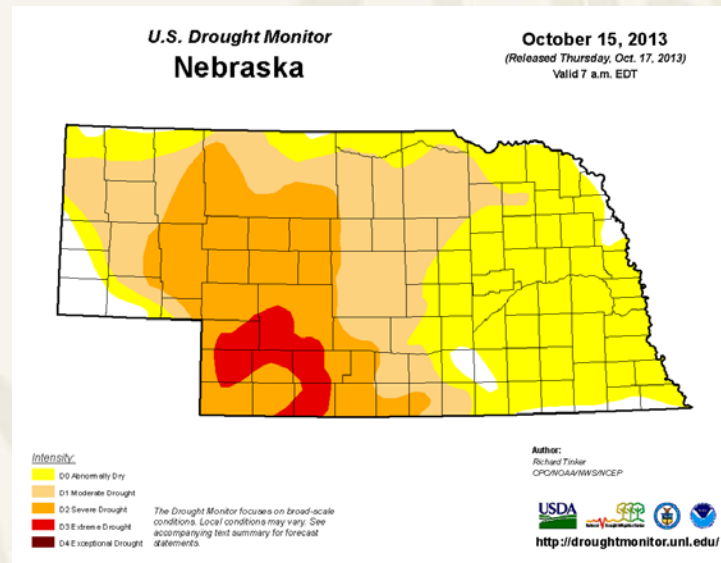 U.S. Drought Monitor
Nebraska
October 15, 2013
(Released Thursday, Oct. 17, 2013)
Valid 7 a.m. EDT
Intensity:
D0 Abnormally Dry
D1 Moderate Drought
D2 Severe Drought
D3 Extreme Drought
D4 Exceptional Drought
The Drought Monitor focuses on broad-scale
conditions. Local conditions may vary. See
accompanying text summary for forecast
statements.
Author:
Richard Tinker
CPC/NOAA/NWS/NCEP
USDA
http://droughtmonitor.unl.edu/